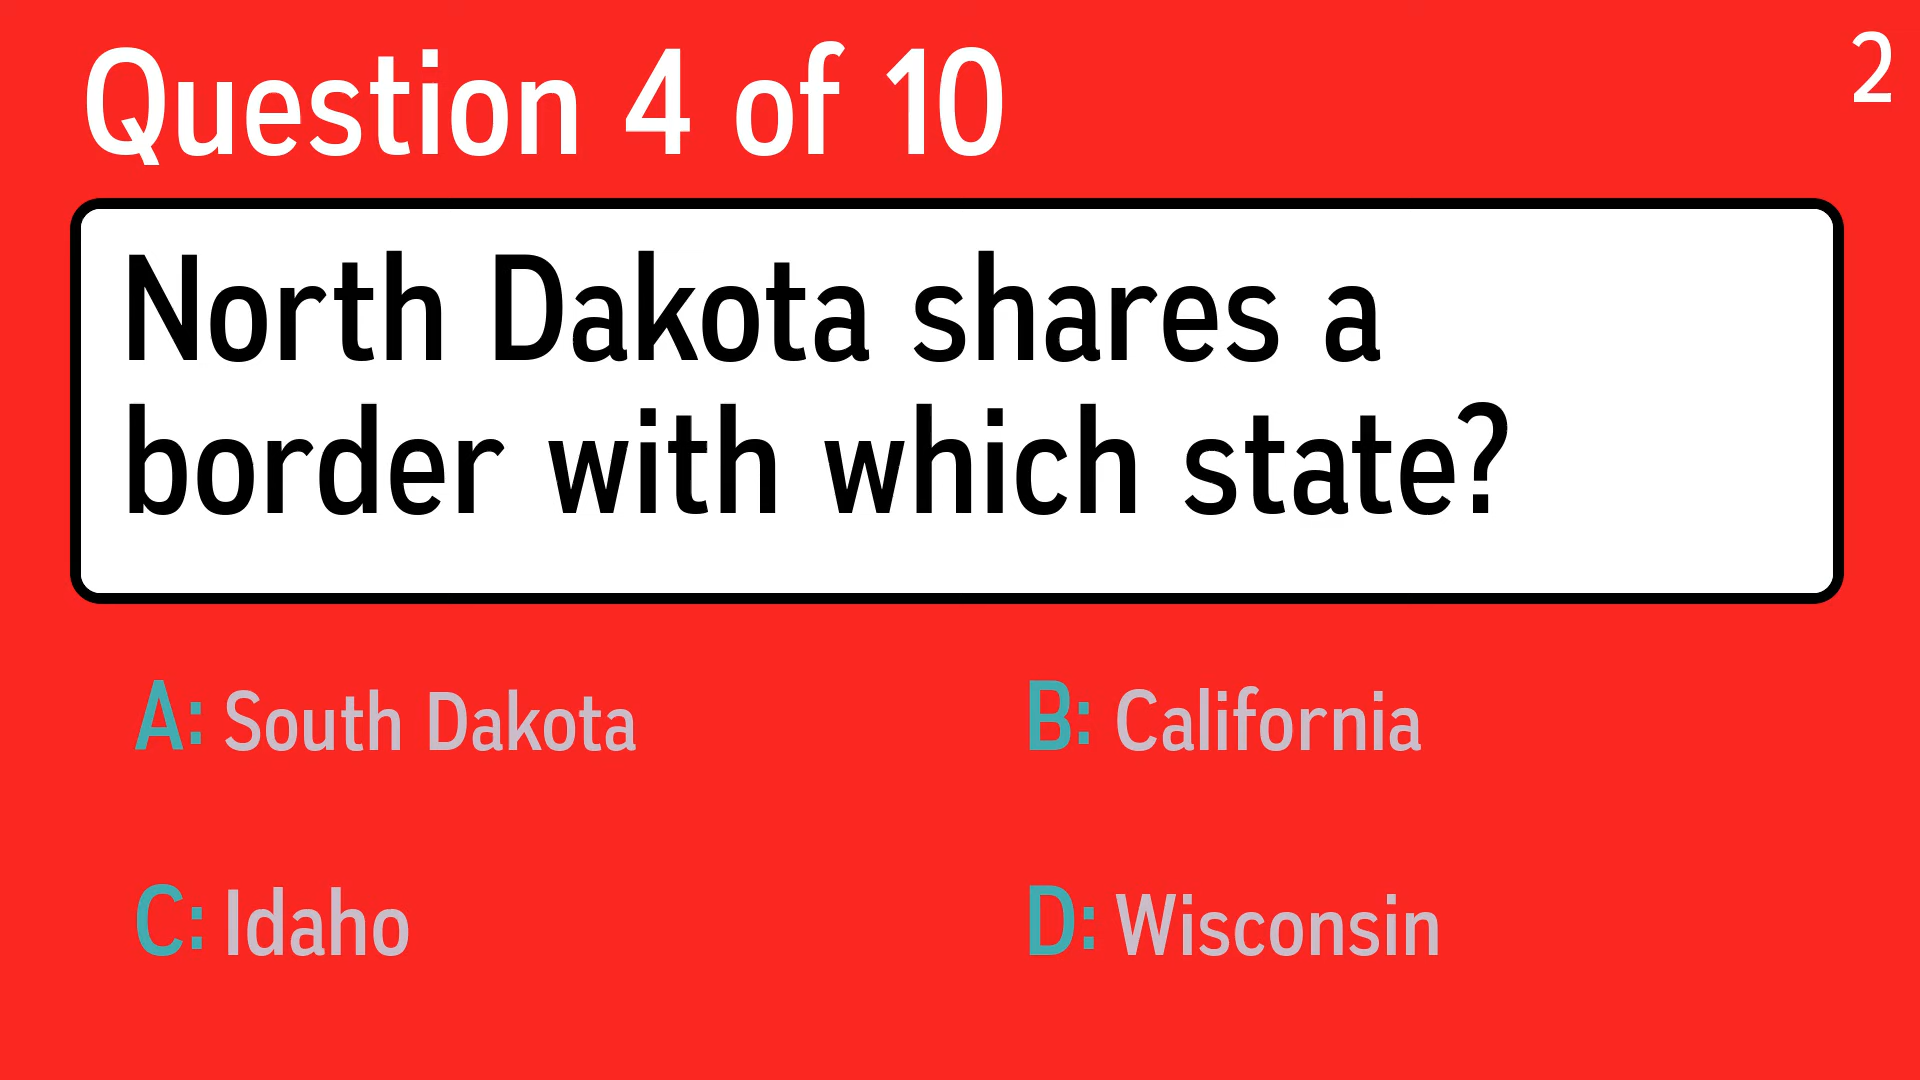 Question 4 of 10
2
North Dakota shares a
border with which state?
A: South Dakota
B: California
C: Idaho
D: Wisconsin